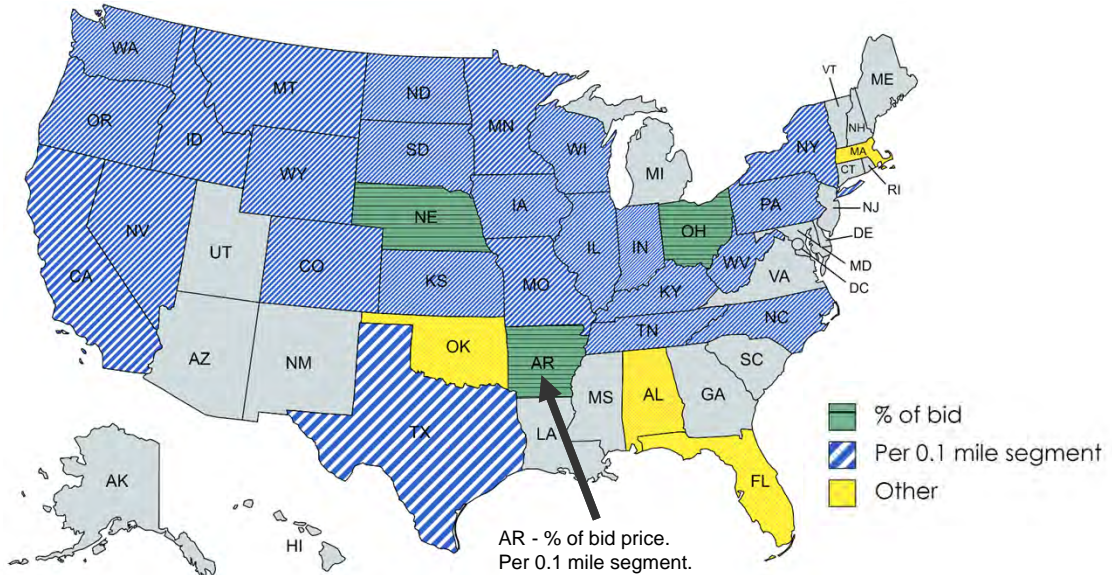 WA
MT
ND
MN
VT
ME
OR
ID
SD
WI
NH
NY
MA
WY
MI
CT
RI
NE
IA
PA
NJ
NV
UT
IL
IN
OH
DE
CA
CO
KS
MO
WV
VA
MD
DC
KY
AZ
NM
OK
AR
TN
NC
SC
MS
AL
GA
TX
LA
% of bid
Per 0.1 mile segment
Other
FL
AK
HI
AR - % of bid price.
Per 0.1 mile segment.